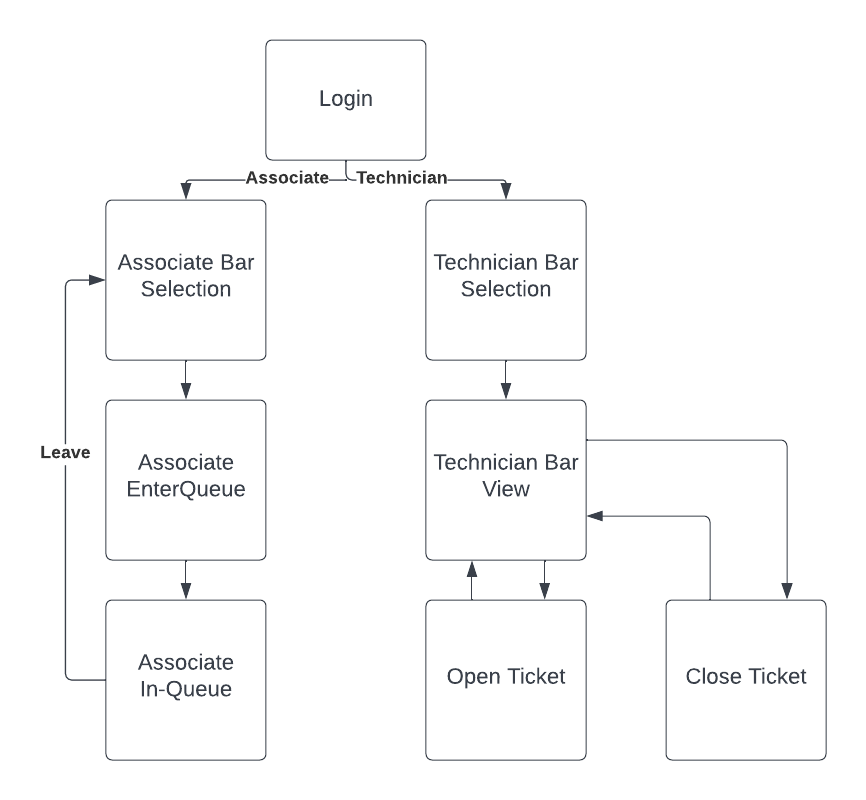 Login
Associate
Technician
Associate Bar
Selection
Technician Bar
Selection
Leave
Associate
EnterQueue
Technician Bar
View
Associate
In-Queue
Open Ticket
Close Ticket